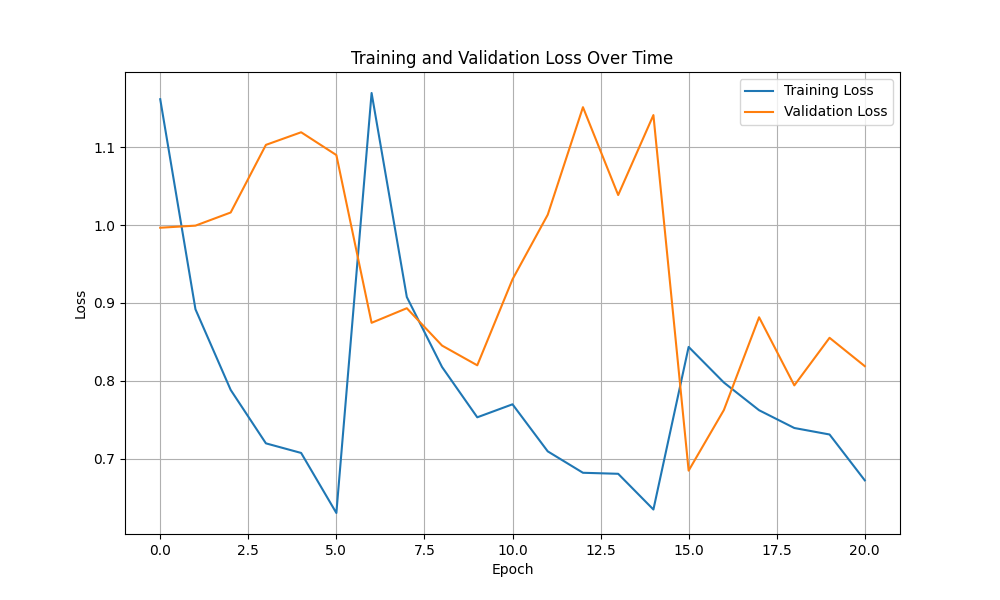 Training and Validation Loss Over Time
Training Loss
Validation Loss
1.1
1.0
0.9
0.8
0.7
Loss
0.0 2.5 5.0 7.5 10.0 12.5 15.0 17.5 20.0
Epoch